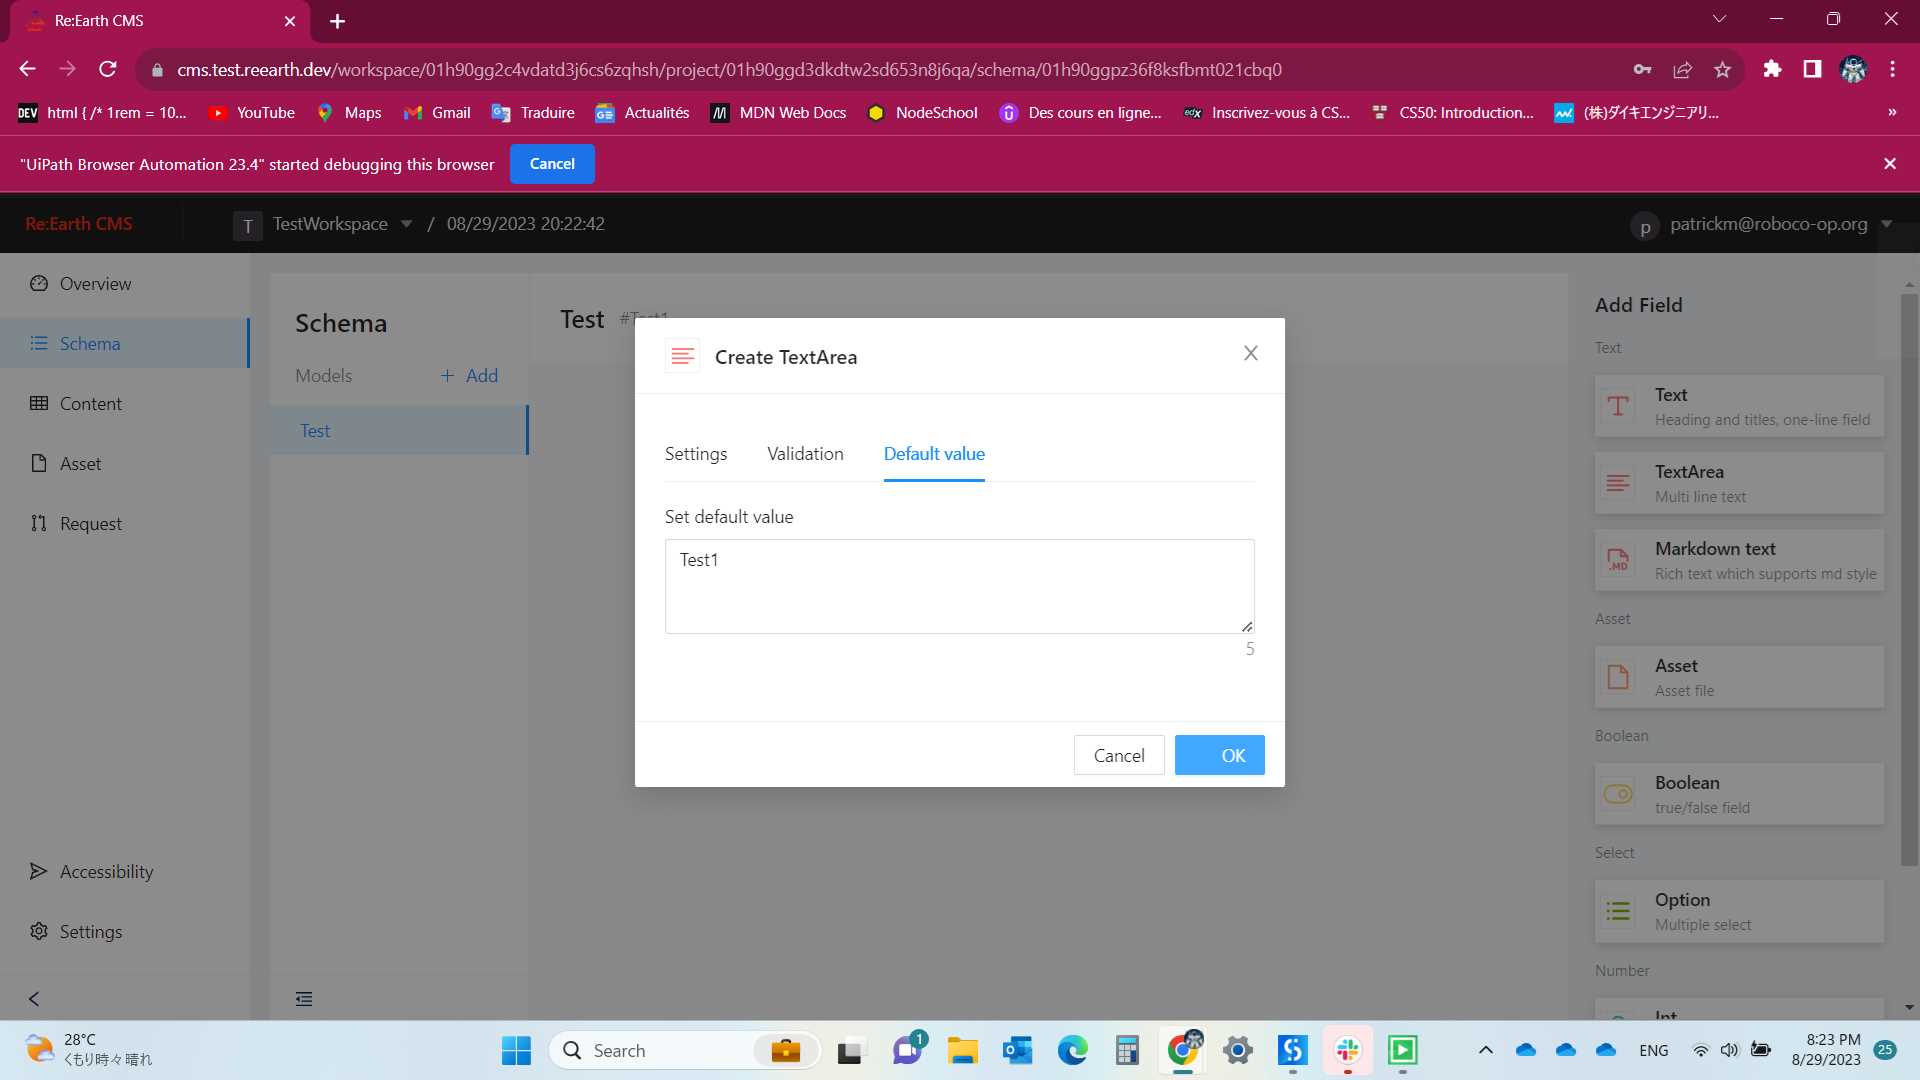 Re:Earth CMS
cms.test.reearth.dev/workspace/01h90gg2c4vdatd3j6cs6zqhsh/project/01h90ggd3dkdtw2sd653n8j6qa/schema/01h90ggpz36f8ksfbmt021cbq0
DEV html { /* 1rem = 10... YouTube Maps Gmail Traduire Actualités MDN Web Docs NodeSchool Des cours en ligne... edX Inscrivez-vous à CS... CS50: Introduction... (株)ダイキエンジニアリ... »
"UiPath Browser Automation 23.4" started debugging this browser Cancel
Re:Earth CMS T TestWorkspace / 08/29/2023 20:22:42 p patrickm@roboco-op.org
Overview
Schema
Content
Asset
Request
Accessibility
Settings
Schema
Models + Add
Test
Test #Test1
Create TextArea
Settings Validation Default value
Set default value
Test1
5
Cancel OK
Add Field
Text
Text
Heading and titles, one-line field
TextArea
Multi line text
Markdown text
.MD Rich text which supports md style
Asset
Asset
Asset file
Boolean
Boolean
true/false field
Select
Option
Multiple select
Number
Int
28°C
くもり時々晴れ
Search
1
ENG
8:23 PM
8/29/2023
25